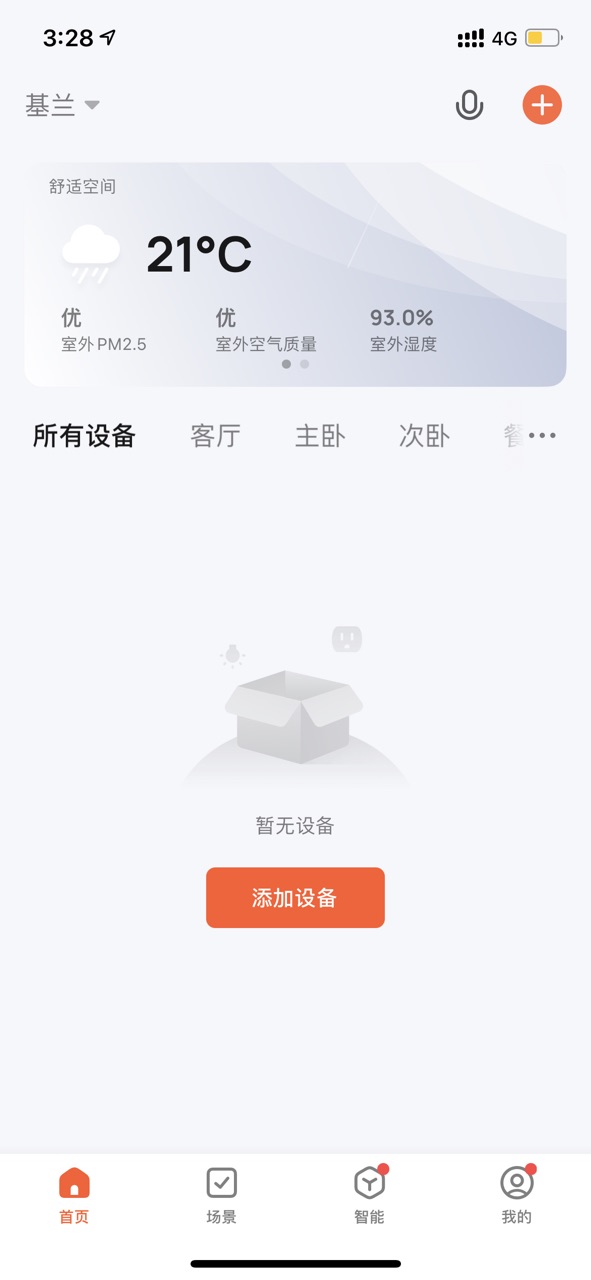 3:28
4G
基兰
舒适空间
21°C
优 优 93.0%
室外PM2.5 室外空气质量 室外湿度
所有设备 客厅 主卧 次卧
暂无设备
添加设备
首页 场景 智能 我的